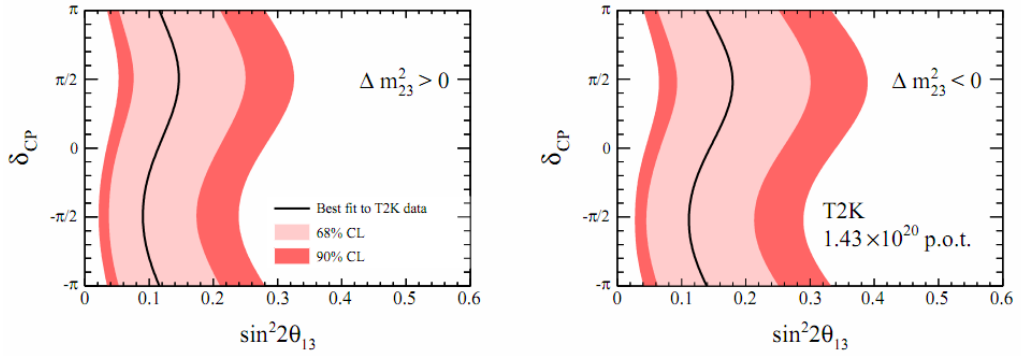 π
π/2
0
-π/2
-π
δCP
Δ m²23 > 0
Best fit to T2K data
68% CL
90% CL
0 0.1 0.2 0.3 0.4 0.5 0.6
sin²2θ13
π
π/2
0
-π/2
-π
δCP
Δ m²23 < 0
T2K
1.43×10²⁰ p.o.t.
0 0.1 0.2 0.3 0.4 0.5 0.6
sin²2θ13